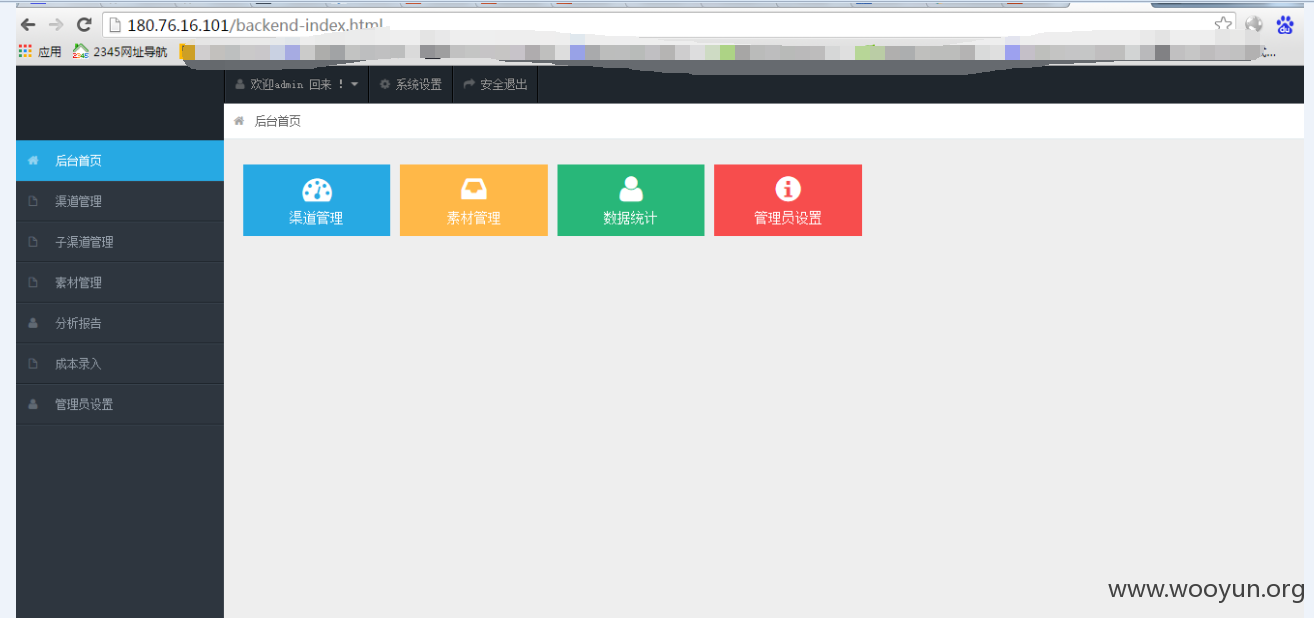 180.76.16.101/backend-index.html
应用 2345网址导航
欢迎admin 回来 ! 系统设置 安全退出
后台首页
后台首页
渠道管理
子渠道管理
素材管理
分析报告
成本录入
管理员设置
渠道管理 素材管理 数据统计 管理员设置
www.wooyun.org